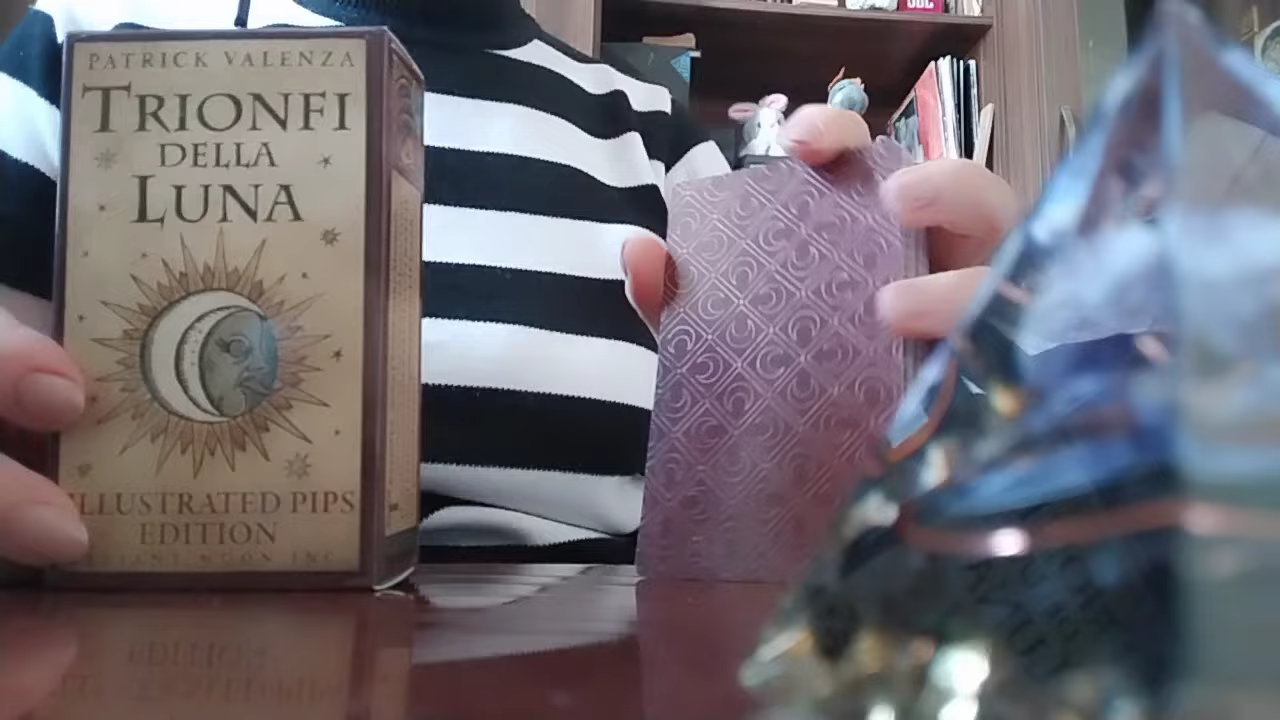 PATRICK VALENZA
TRIONFI
DELLA
LUNA
ILLUSTRATED PIPS
EDITION